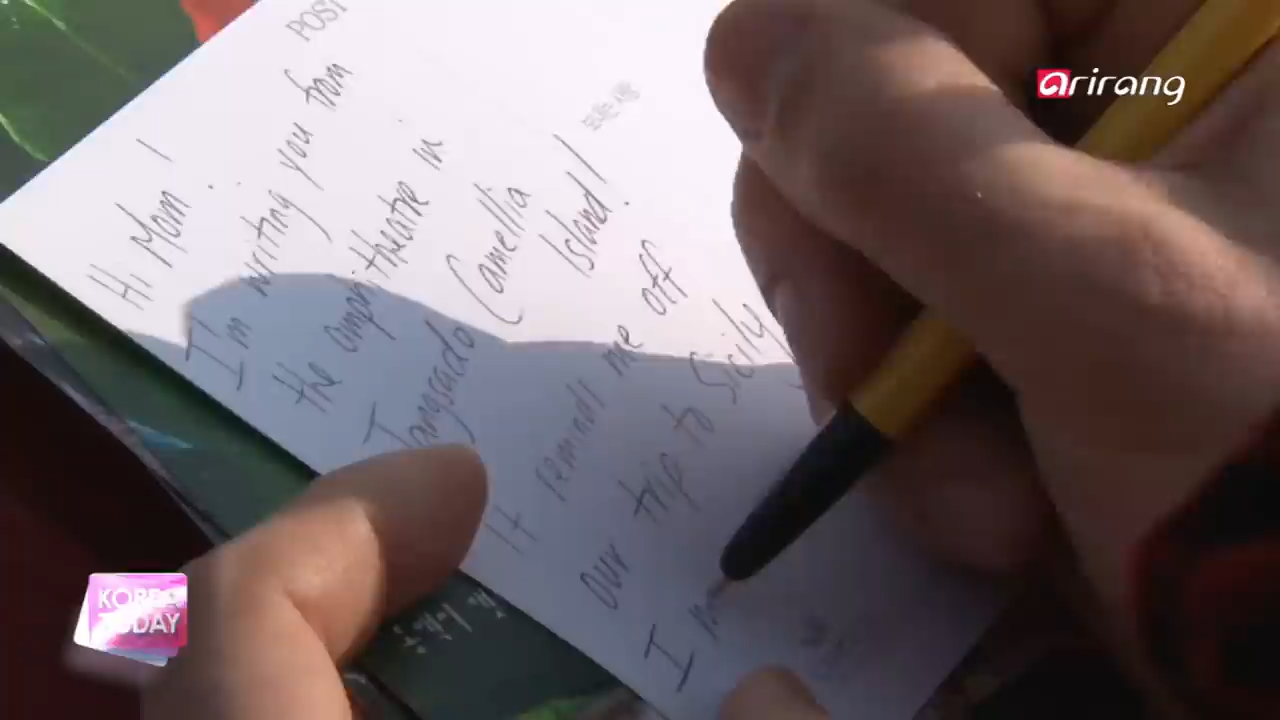 arirang
POST
Hi Mom!
I'm writing you from
the amphitheatre in
Jangsado Camellia
Island!
It reminds me off
our trip to Sicily
I
KOREA
TODAY